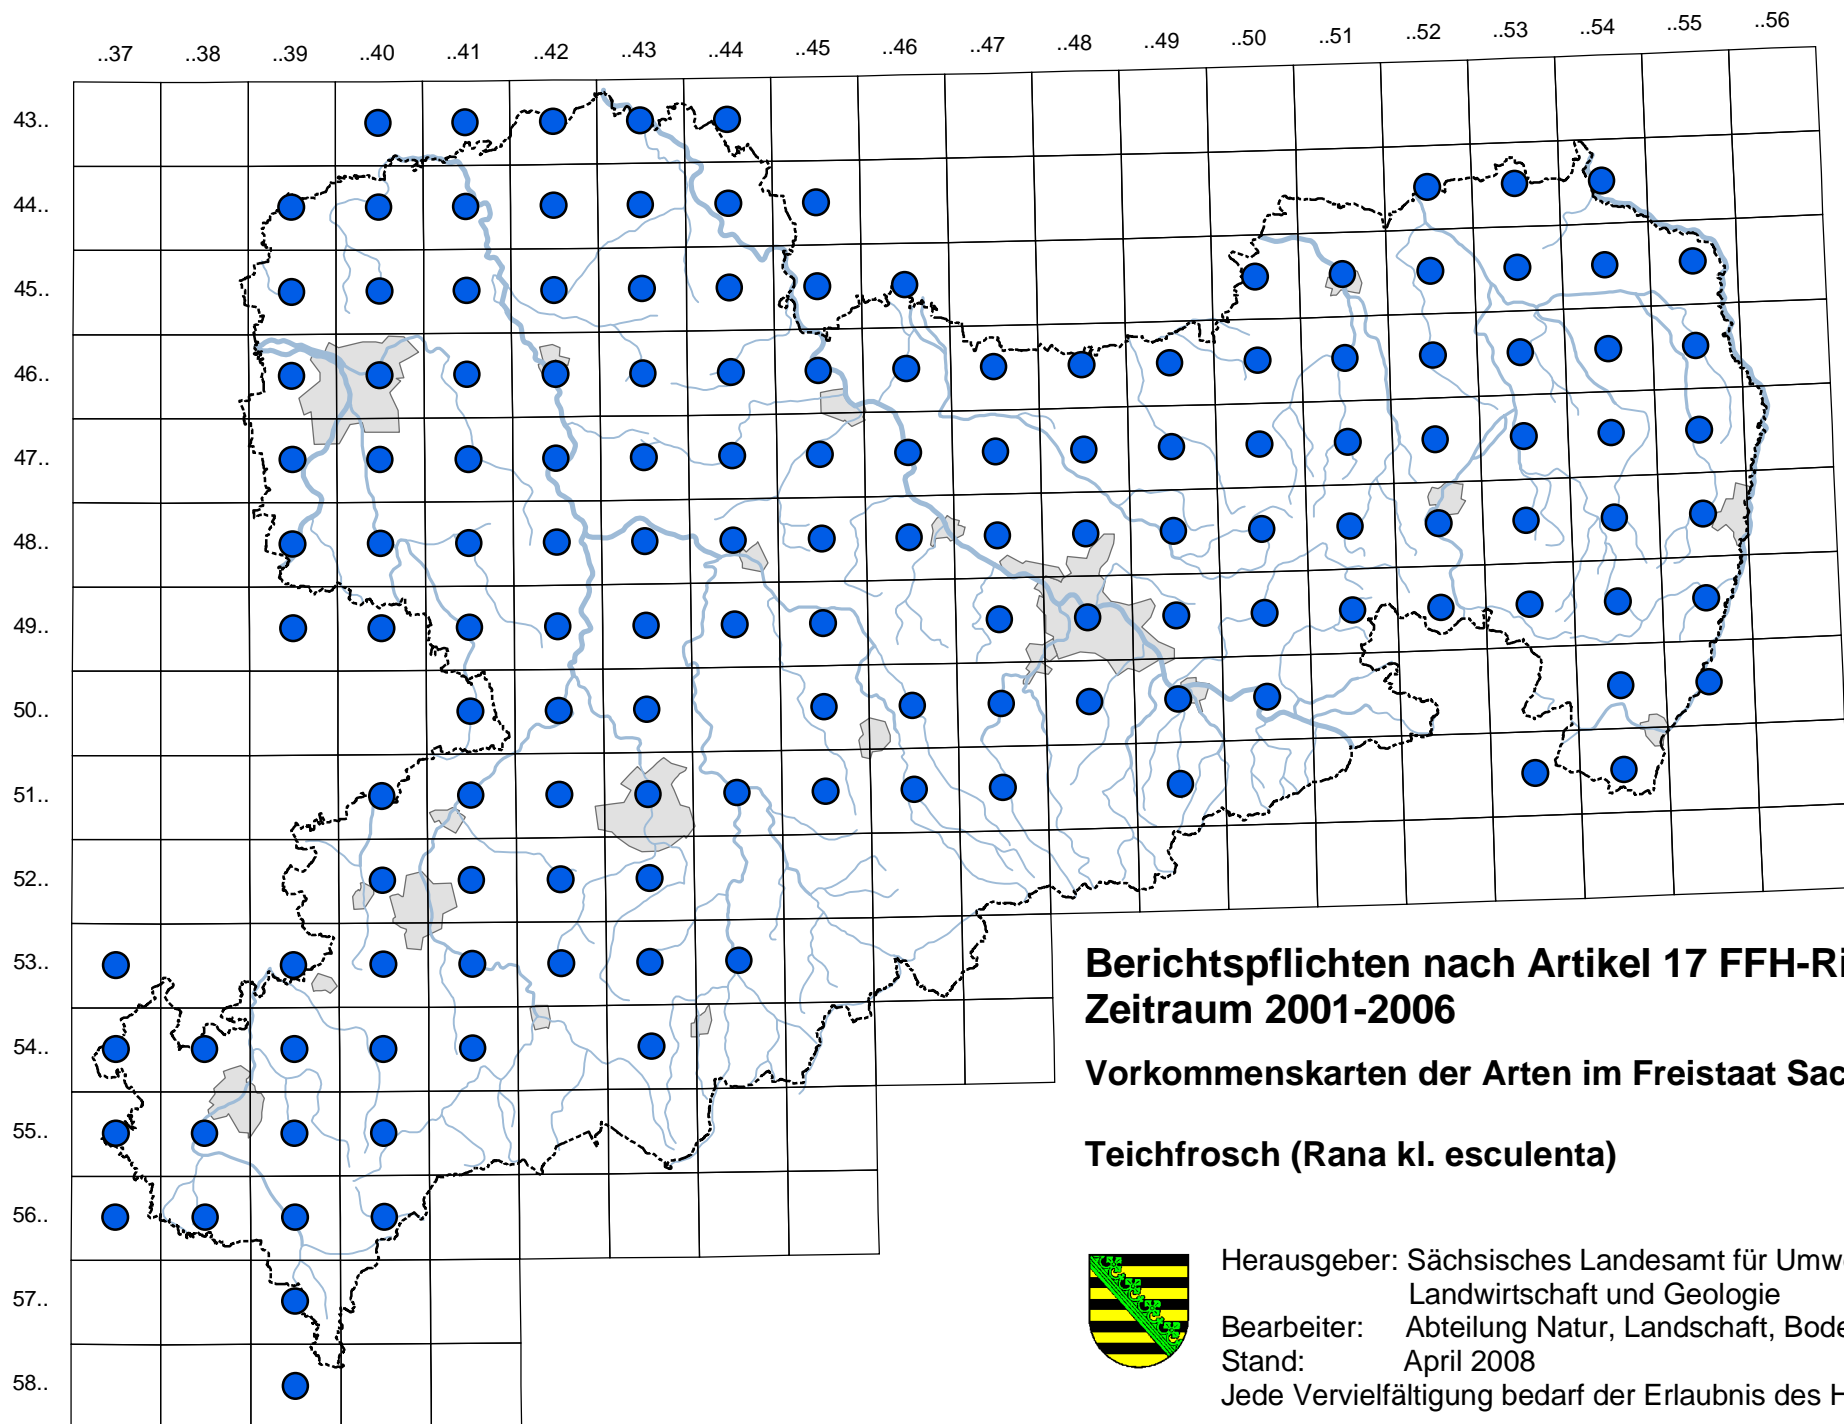 ..37 ..38 ..39 ..40 ..41 ..42 ..43 ..44 ..45 ..46 ..47 ..48 ..49 ..50 ..51 ..52 ..53 ..54 ..55 ..56
43..
44..
45..
46..
47..
48..
49..
50..
51..
52..
53..
54..
55..
56..
57..
58..
Berichtspflichten nach Artikel 17 FFH-Ri
Zeitraum 2001-2006
Vorkommenskarten der Arten im Freistaat Sac
Teichfrosch (Rana kl. esculenta)
Herausgeber: Sächsisches Landesamt für Umwe
Landwirtschaft und Geologie
Bearbeiter: Abteilung Natur, Landschaft, Bode
Stand: April 2008
Jede Vervielfältigung bedarf der Erlaubnis des H